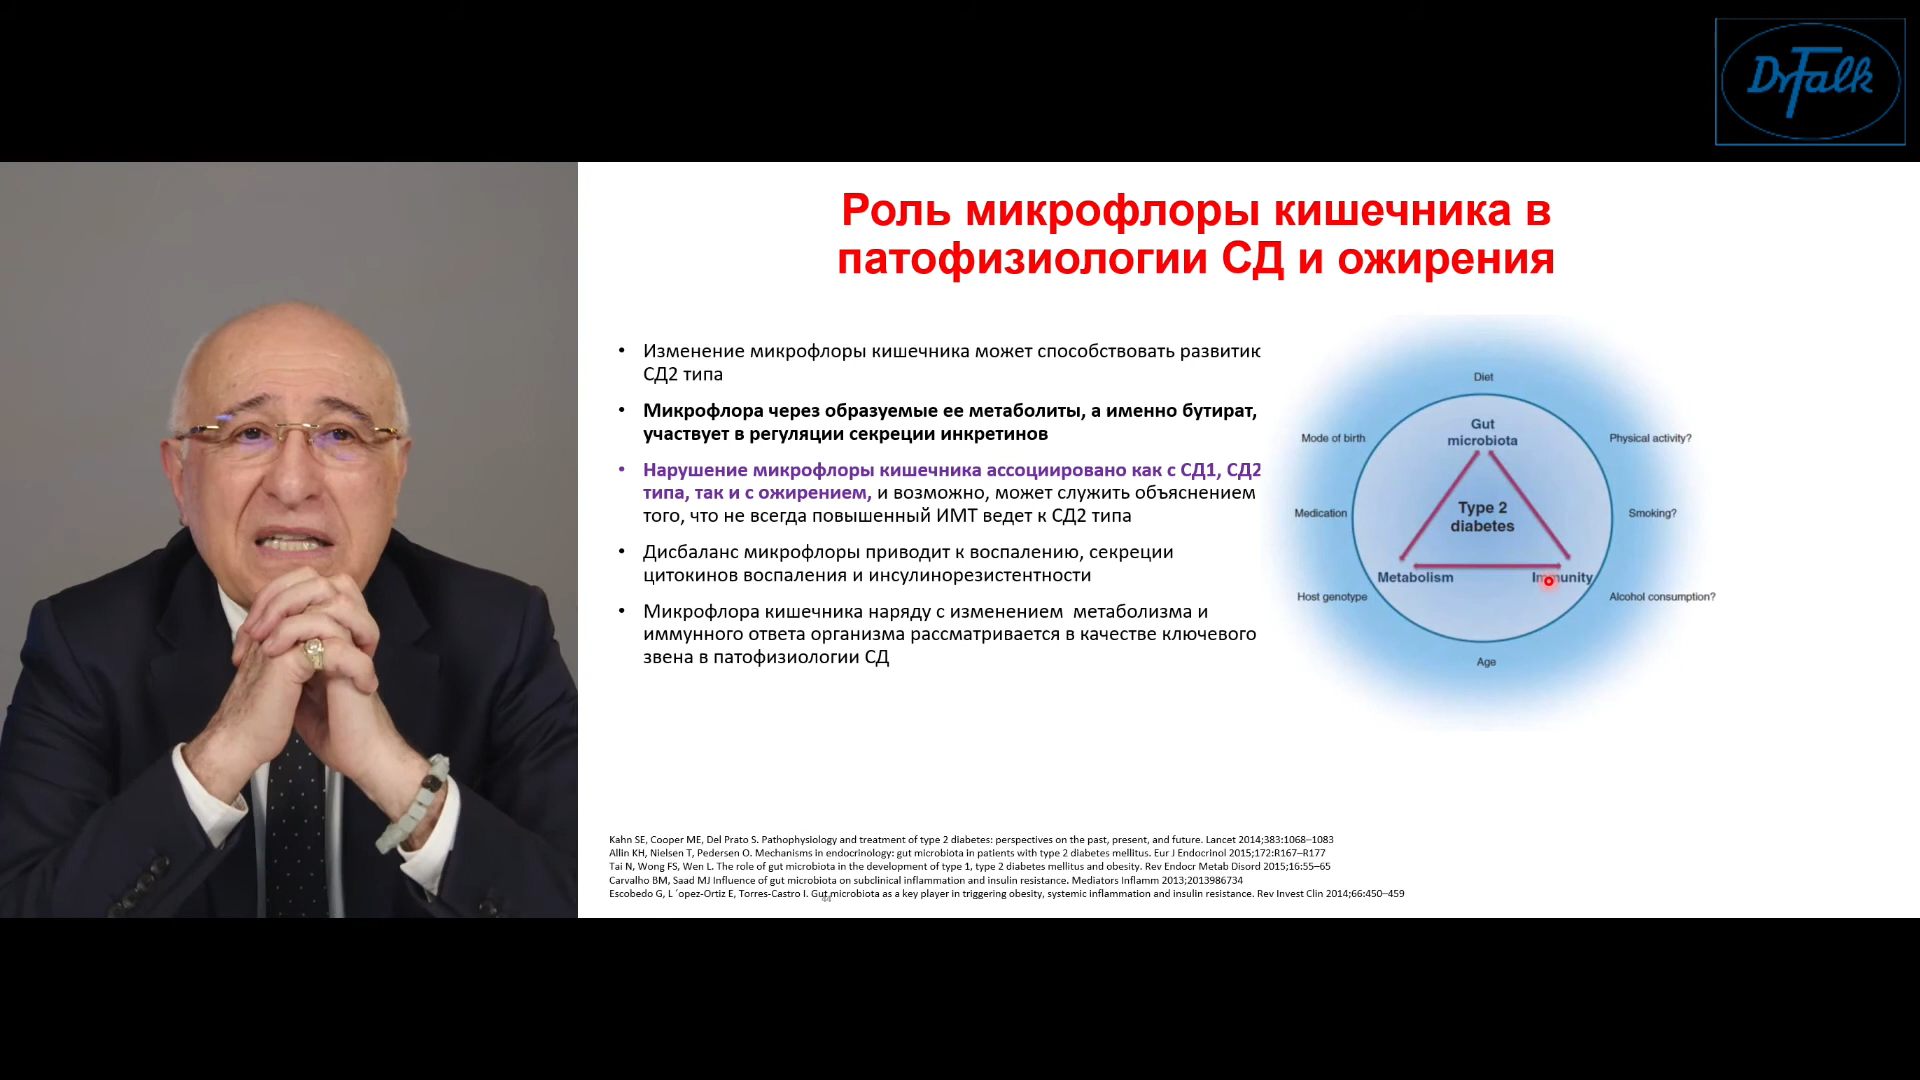 DrFalk
Роль микрофлоры кишечника в
патофизиологии СД и ожирения
• Изменение микрофлоры кишечника может способствовать развитик
СД2 типа
• Микрофлора через образуемые ее метаболиты, а именно бутират,
участвует в регуляции секреции инкретинов
• Нарушение микрофлоры кишечника ассоциировано как с СД1, СД2
типа, так и с ожирением, и возможно, может служить объяснением
того, что не всегда повышенный ИМТ ведет к СД2 типа
• Дисбаланс микрофлоры приводит к воспалению, секреции
цитокинов воспаления и инсулинорезистентности
• Микрофлора кишечника наряду с изменением метаболизма и
иммунного ответа организма рассматривается в качестве ключевого
звена в патофизиологии СД
Diet
Gut
microbiota
Mode of birth
Physical activity?
Type 2
diabetes
Medication
Smoking?
Metabolism
Immunity
Host genotype
Alcohol consumption?
Age
Kahn SE, Cooper ME, Del Prato S. Pathophysiology and treatment of type 2 diabetes: perspectives on the past, present, and future. Lancet 2014;383:1068–1083
Allin KH, Nielsen T, Pedersen O. Mechanisms in endocrinology: gut microbiota in patients with type 2 diabetes mellitus. Eur J Endocrinol 2015;172:R167–R177
Tai N, Wong FS, Wen L. The role of gut microbiota in the development of type 1, type 2 diabetes mellitus and obesity. Rev Endocr Metab Disord 2015;16:55–65
Carvalho BM, Saad MJ Influence of gut microbiota on subclinical inflammation and insulin resistance. Mediators Inflamm 2013;2013986734
Escobedo G, L ´opez-Ortiz E, Torres-Castro I. Gut microbiota as a key player in triggering obesity, systemic inflammation and insulin resistance. Rev Invest Clin 2014;66:450–459
44